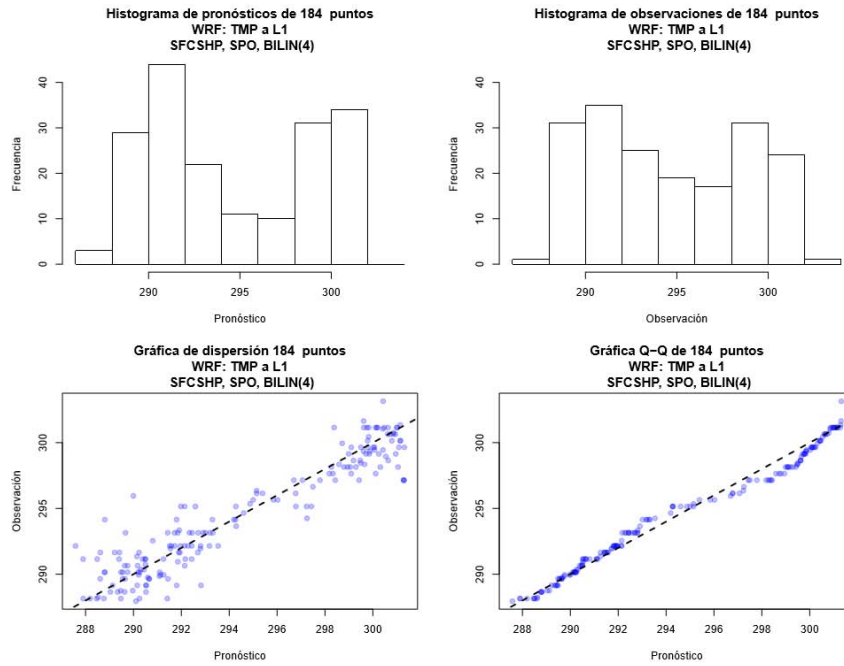 Histograma de pronósticos de 184 puntos
WRF: TMP a L1
SFCSHP, SPO, BILIN(4)
Frecuencia
40
30
20
10
0
290
295
300
Pronóstico
Histograma de observaciones de 184 puntos
WRF: TMP a L1
SFCSHP, SPO, BILIN(4)
Frecuencia
40
30
20
10
0
290
295
300
Observación
Gráfica de dispersión 184 puntos
WRF: TMP a L1
SFCSHP, SPO, BILIN(4)
Observación
300
295
290
288
290
292
294
296
298
300
Pronóstico
Gráfica Q−Q de 184 puntos
WRF: TMP a L1
SFCSHP, SPO, BILIN(4)
Observación
300
295
290
288
290
292
294
296
298
300
Pronóstico